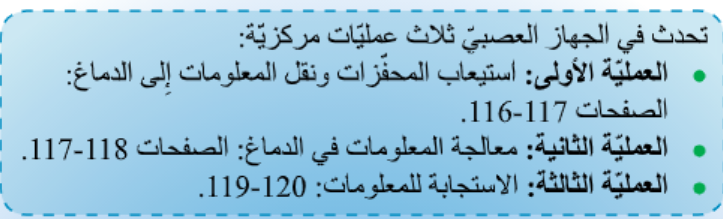 تحدث في الجهاز العصبيّ ثلاث عمليّات مركزيّة:
• العمليّة الأولى: استيعاب المحفّزات ونقل المعلومات إلى الدماغ:
الصفحات 117-116.
• العمليّة الثانية: معالجة المعلومات في الدماغ: الصفحات 118-117.
• العمليّة الثالثة: الاستجابة للمعلومات: 120-119.